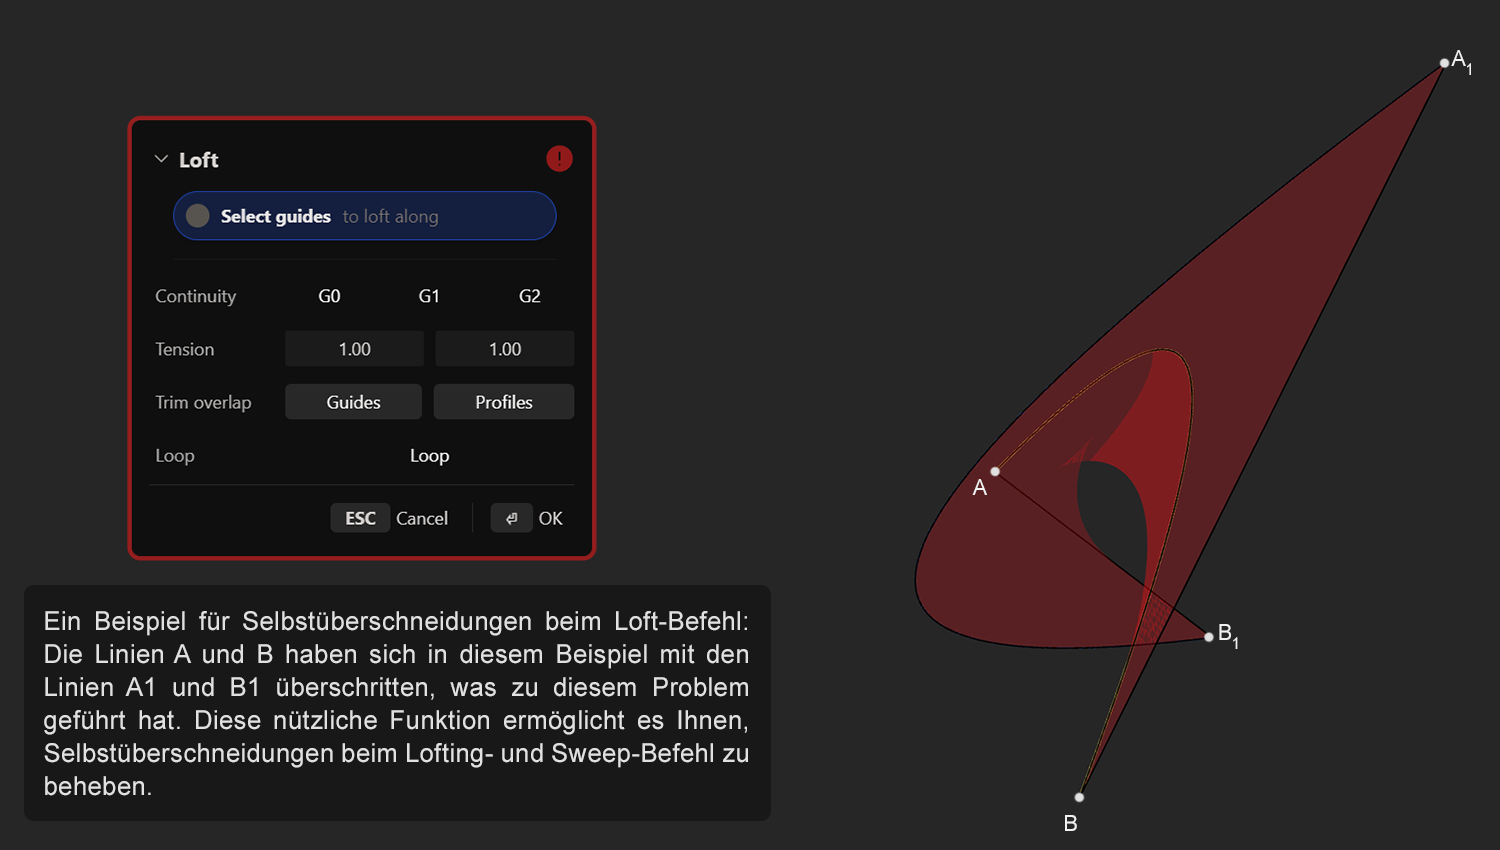 Loft
!
Select guides to loft along
Continuity G0 G1 G2
Tension 1.00 1.00
Trim overlap Guides Profiles
Loop Loop
ESC Cancel OK
Ein Beispiel für Selbstüberschneidungen beim Loft-Befehl:
Die Linien A und B haben sich in diesem Beispiel mit den
Linien A1 und B1 überschritten, was zu diesem Problem
geführt hat. Diese nützliche Funktion ermöglicht es Ihnen,
Selbstüberschneidungen beim Lofting- und Sweep-Befehl zu
beheben.
A1
A
B1
B